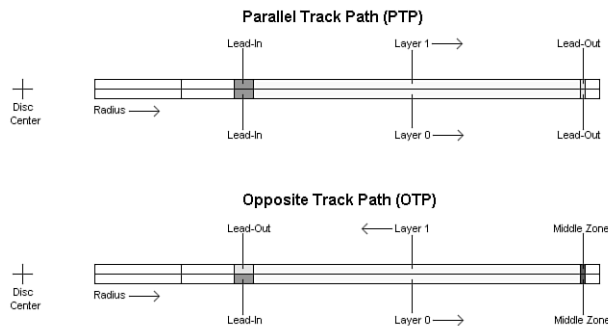 Parallel Track Path (PTP)
Lead-In Layer 1 Lead-Out
Disc
Center
Radius
Lead-In Layer 0 Lead-Out
Opposite Track Path (OTP)
Lead-Out Layer 1 Middle Zone
Disc
Center
Radius
Lead-In Layer 0 Middle Zone